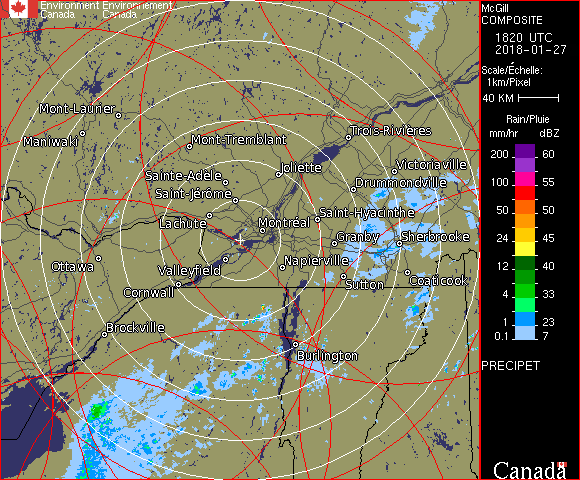 Environment Environnement
Canada Canada
McGill
COMPOSITE
1820 UTC
2018-01-27
Scale/Échelle:
1km/Pixel
40 KM
Rain/Pluie
mm/hr dBZ
200 60
100 55
50 50
24 45
12 40
4 33
1 23
0.1 7
PRECIPET
Canada
Mont-Laurier
Maniwaki
Mont-Tremblant
Trois-Rivières
Joliette
Victoriaville
Sainte-Adèle
Drummondville
Saint-Jérôme
Saint-Hyacinthe
Lachute
Montréal
Granby
Sherbrooke
Ottawa
Valleyfield
Napierville
Cornwall
Sutton
Coaticook
Brockville
Burlington